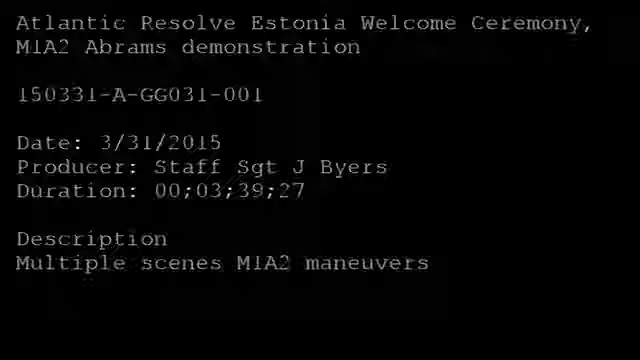 Atlantic Resolve Estonia Welcome Ceremony,
M1A2 Abrams demonstration
150331-A-GG031-001
Date: 3/31/2015
Producer: Staff Sgt J Byers
Duration: 00;03;39;27
Description
Multiple scenes M1A2 maneuvers